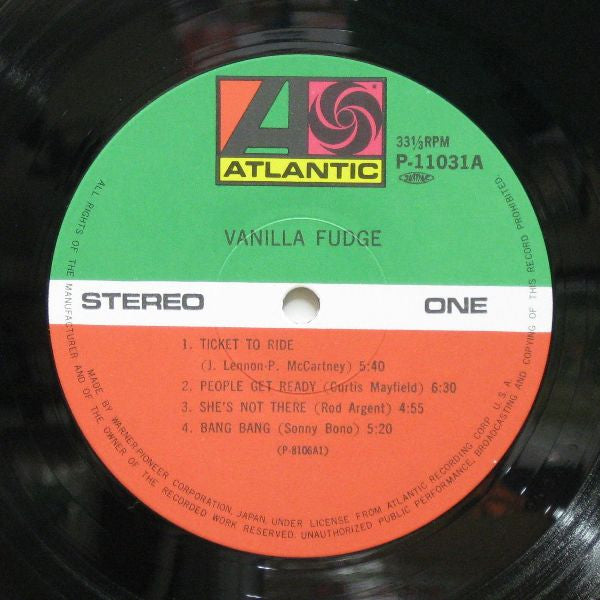 ATLANTIC
33⅓RPM
P-11031A
VANILLA FUDGE
STEREO
ONE
1. TICKET TO RIDE
(J. Lennon-P. McCartney) 5:40
2. PEOPLE GET READY (Curtis Mayfield) 6:30
3. SHE'S NOT THERE (Rod Argent) 4:55
4. BANG BANG (Sonny Bono) 5:20
(P-8106A1)
ALL RIGHTS OF THE MANUFACTURER AND OF THE OWNER OF THE RECORDED WORK RESERVED. UNAUTHORIZED PUBLIC PERFORMANCE, BROADCASTING AND COPYING OF THIS RECORD PROHIBITED.
MADE BY WARNER-PIONEER CORPORATION, JAPAN, UNDER LICENSE FROM ATLANTIC RECORDING CORP. U.S.A.